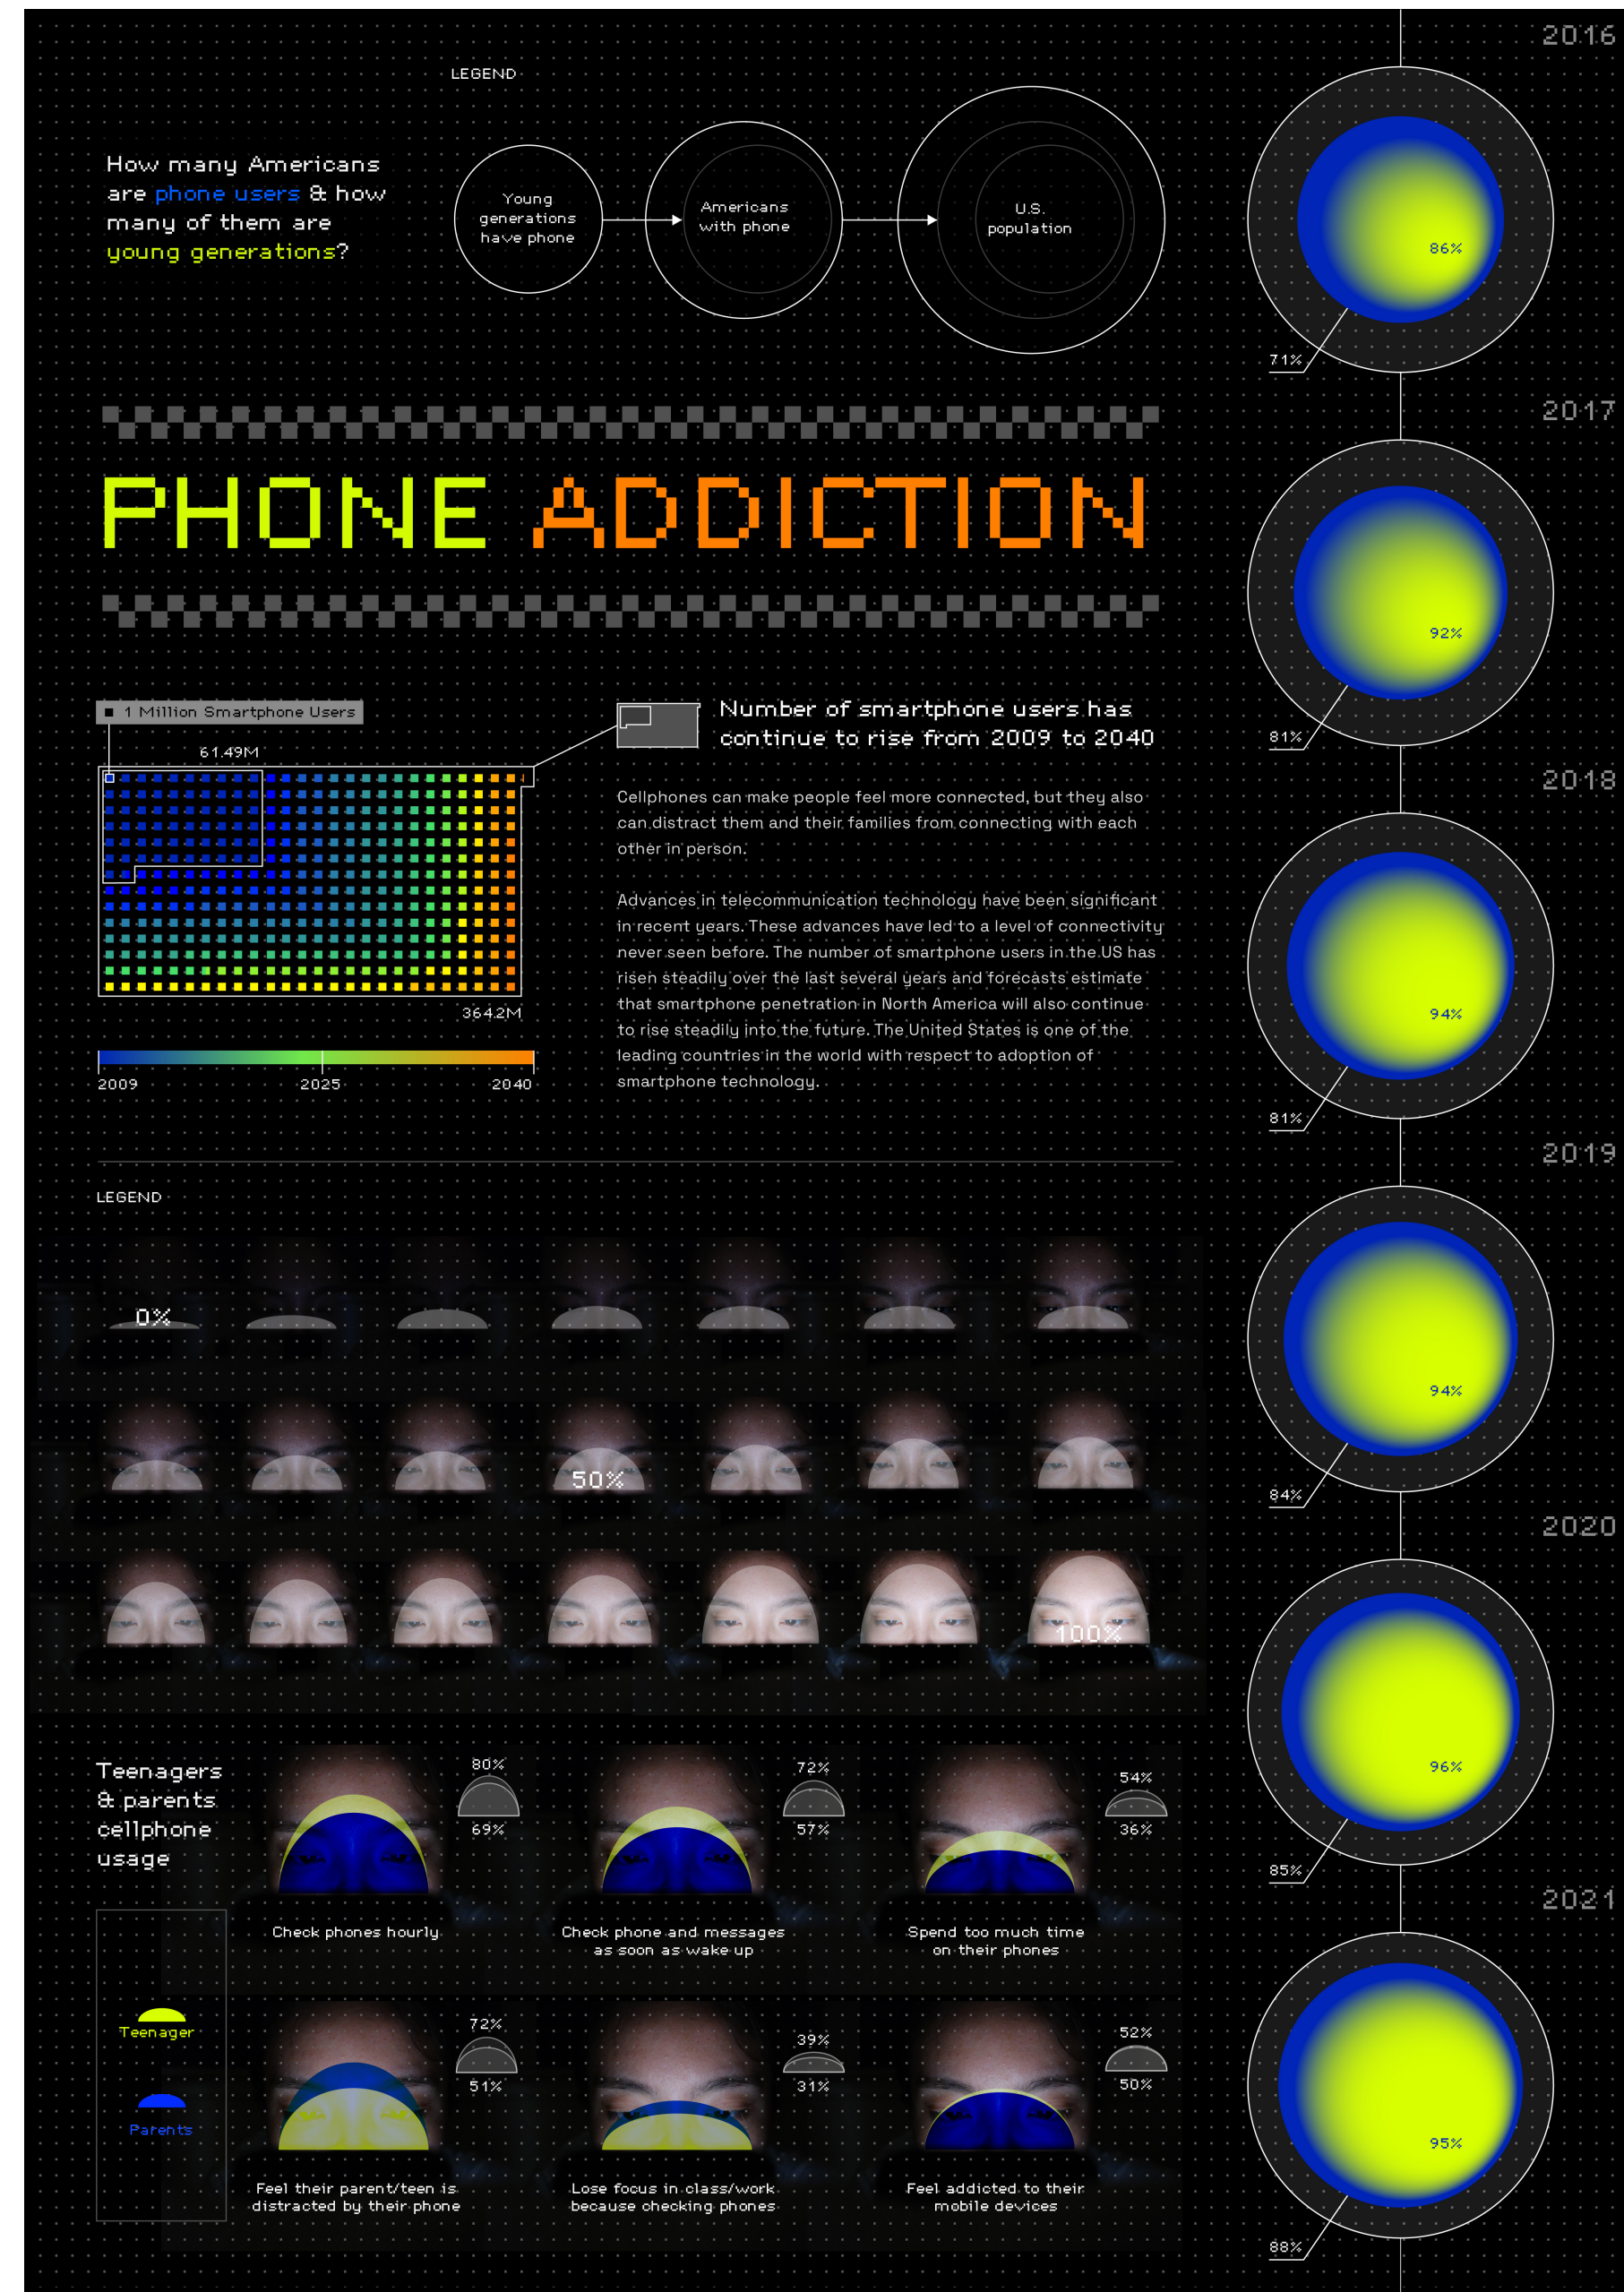 LEGEND
How many Americans
are phone users & how
many of them are
young generations?
Young
generations
have phone
Americans
with phone
U.S.
population
PHONE ADDICTION
1 Million Smartphone Users
61.49M
364.2M
2009
2025
2040
Number of smartphone users has
continue to rise from 2009 to 2040
Cellphones can make people feel more connected, but they also
can distract them and their families from connecting with each
other in person.
Advances in telecommunication technology have been significant
in recent years. These advances have led to a level of connectivity
never seen before. The number of smartphone users in the US has
risen steadily over the last several years and forecasts estimate
that smartphone penetration in North America will also continue
to rise steadily into the future. The United States is one of the
leading countries in the world with respect to adoption of
smartphone technology.
LEGEND
0%
50%
100%
Teenagers
& parents
cellphone
usage
Teenager
Parents
80%
69%
Check phones hourly
72%
57%
Check phone and messages
as soon as wake up
54%
36%
Spend too much time
on their phones
72%
51%
Feel their parent/teen is
distracted by their phone
39%
31%
Lose focus in class/work
because checking phones
52%
50%
Feel addicted to their
mobile devices
2016
86%
71%
2017
92%
81%
2018
94%
81%
2019
94%
84%
2020
96%
85%
2021
95%
88%